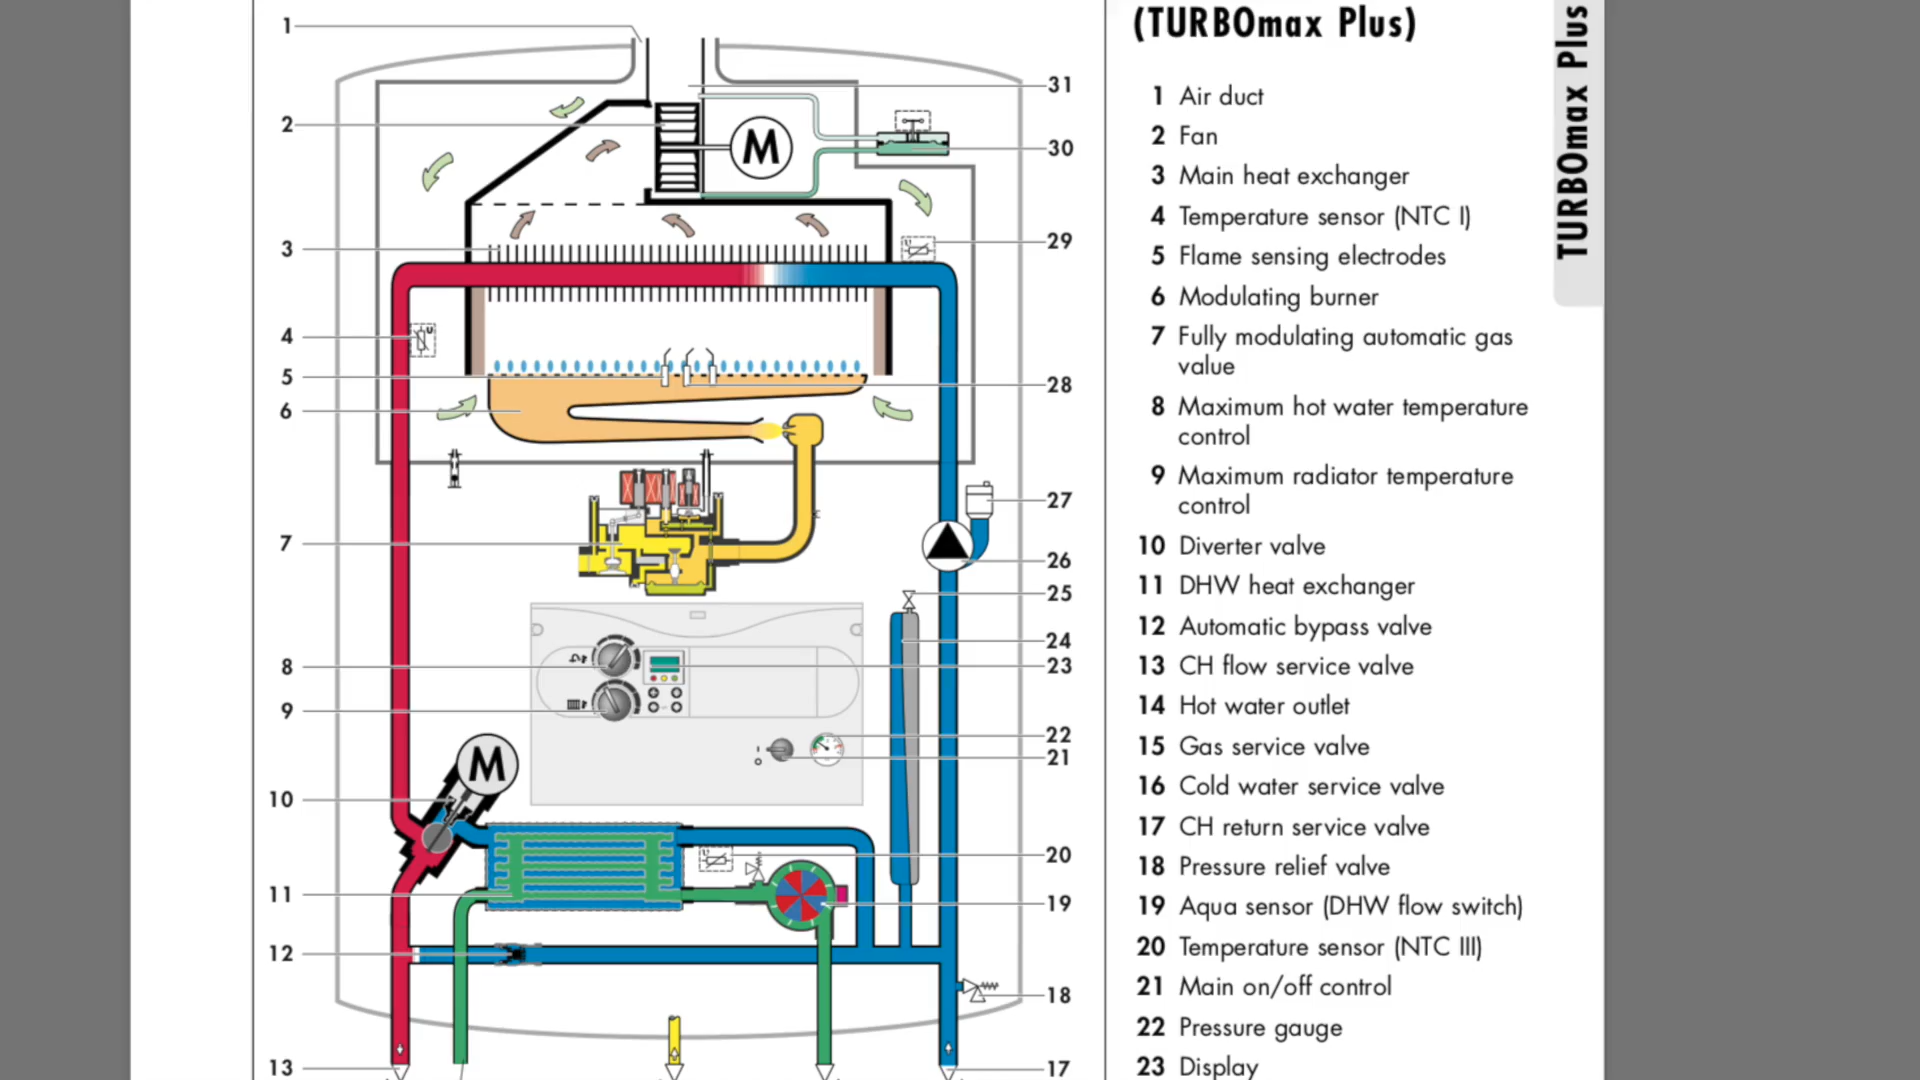 (TURBOmax Plus)
TURBOmax Plus
1
2
3
4
5
6
7
8
9
10
11
12
13
M
M
31
30
29
28
27
26
25
24
23
22
21
20
19
18
17
1 Air duct
2 Fan
3 Main heat exchanger
4 Temperature sensor (NTC I)
5 Flame sensing electrodes
6 Modulating burner
7 Fully modulating automatic gas
value
8 Maximum hot water temperature
control
9 Maximum radiator temperature
control
10 Diverter valve
11 DHW heat exchanger
12 Automatic bypass valve
13 CH flow service valve
14 Hot water outlet
15 Gas service valve
16 Cold water service valve
17 CH return service valve
18 Pressure relief valve
19 Aqua sensor (DHW flow switch)
20 Temperature sensor (NTC III)
21 Main on/off control
22 Pressure gauge
23 Display